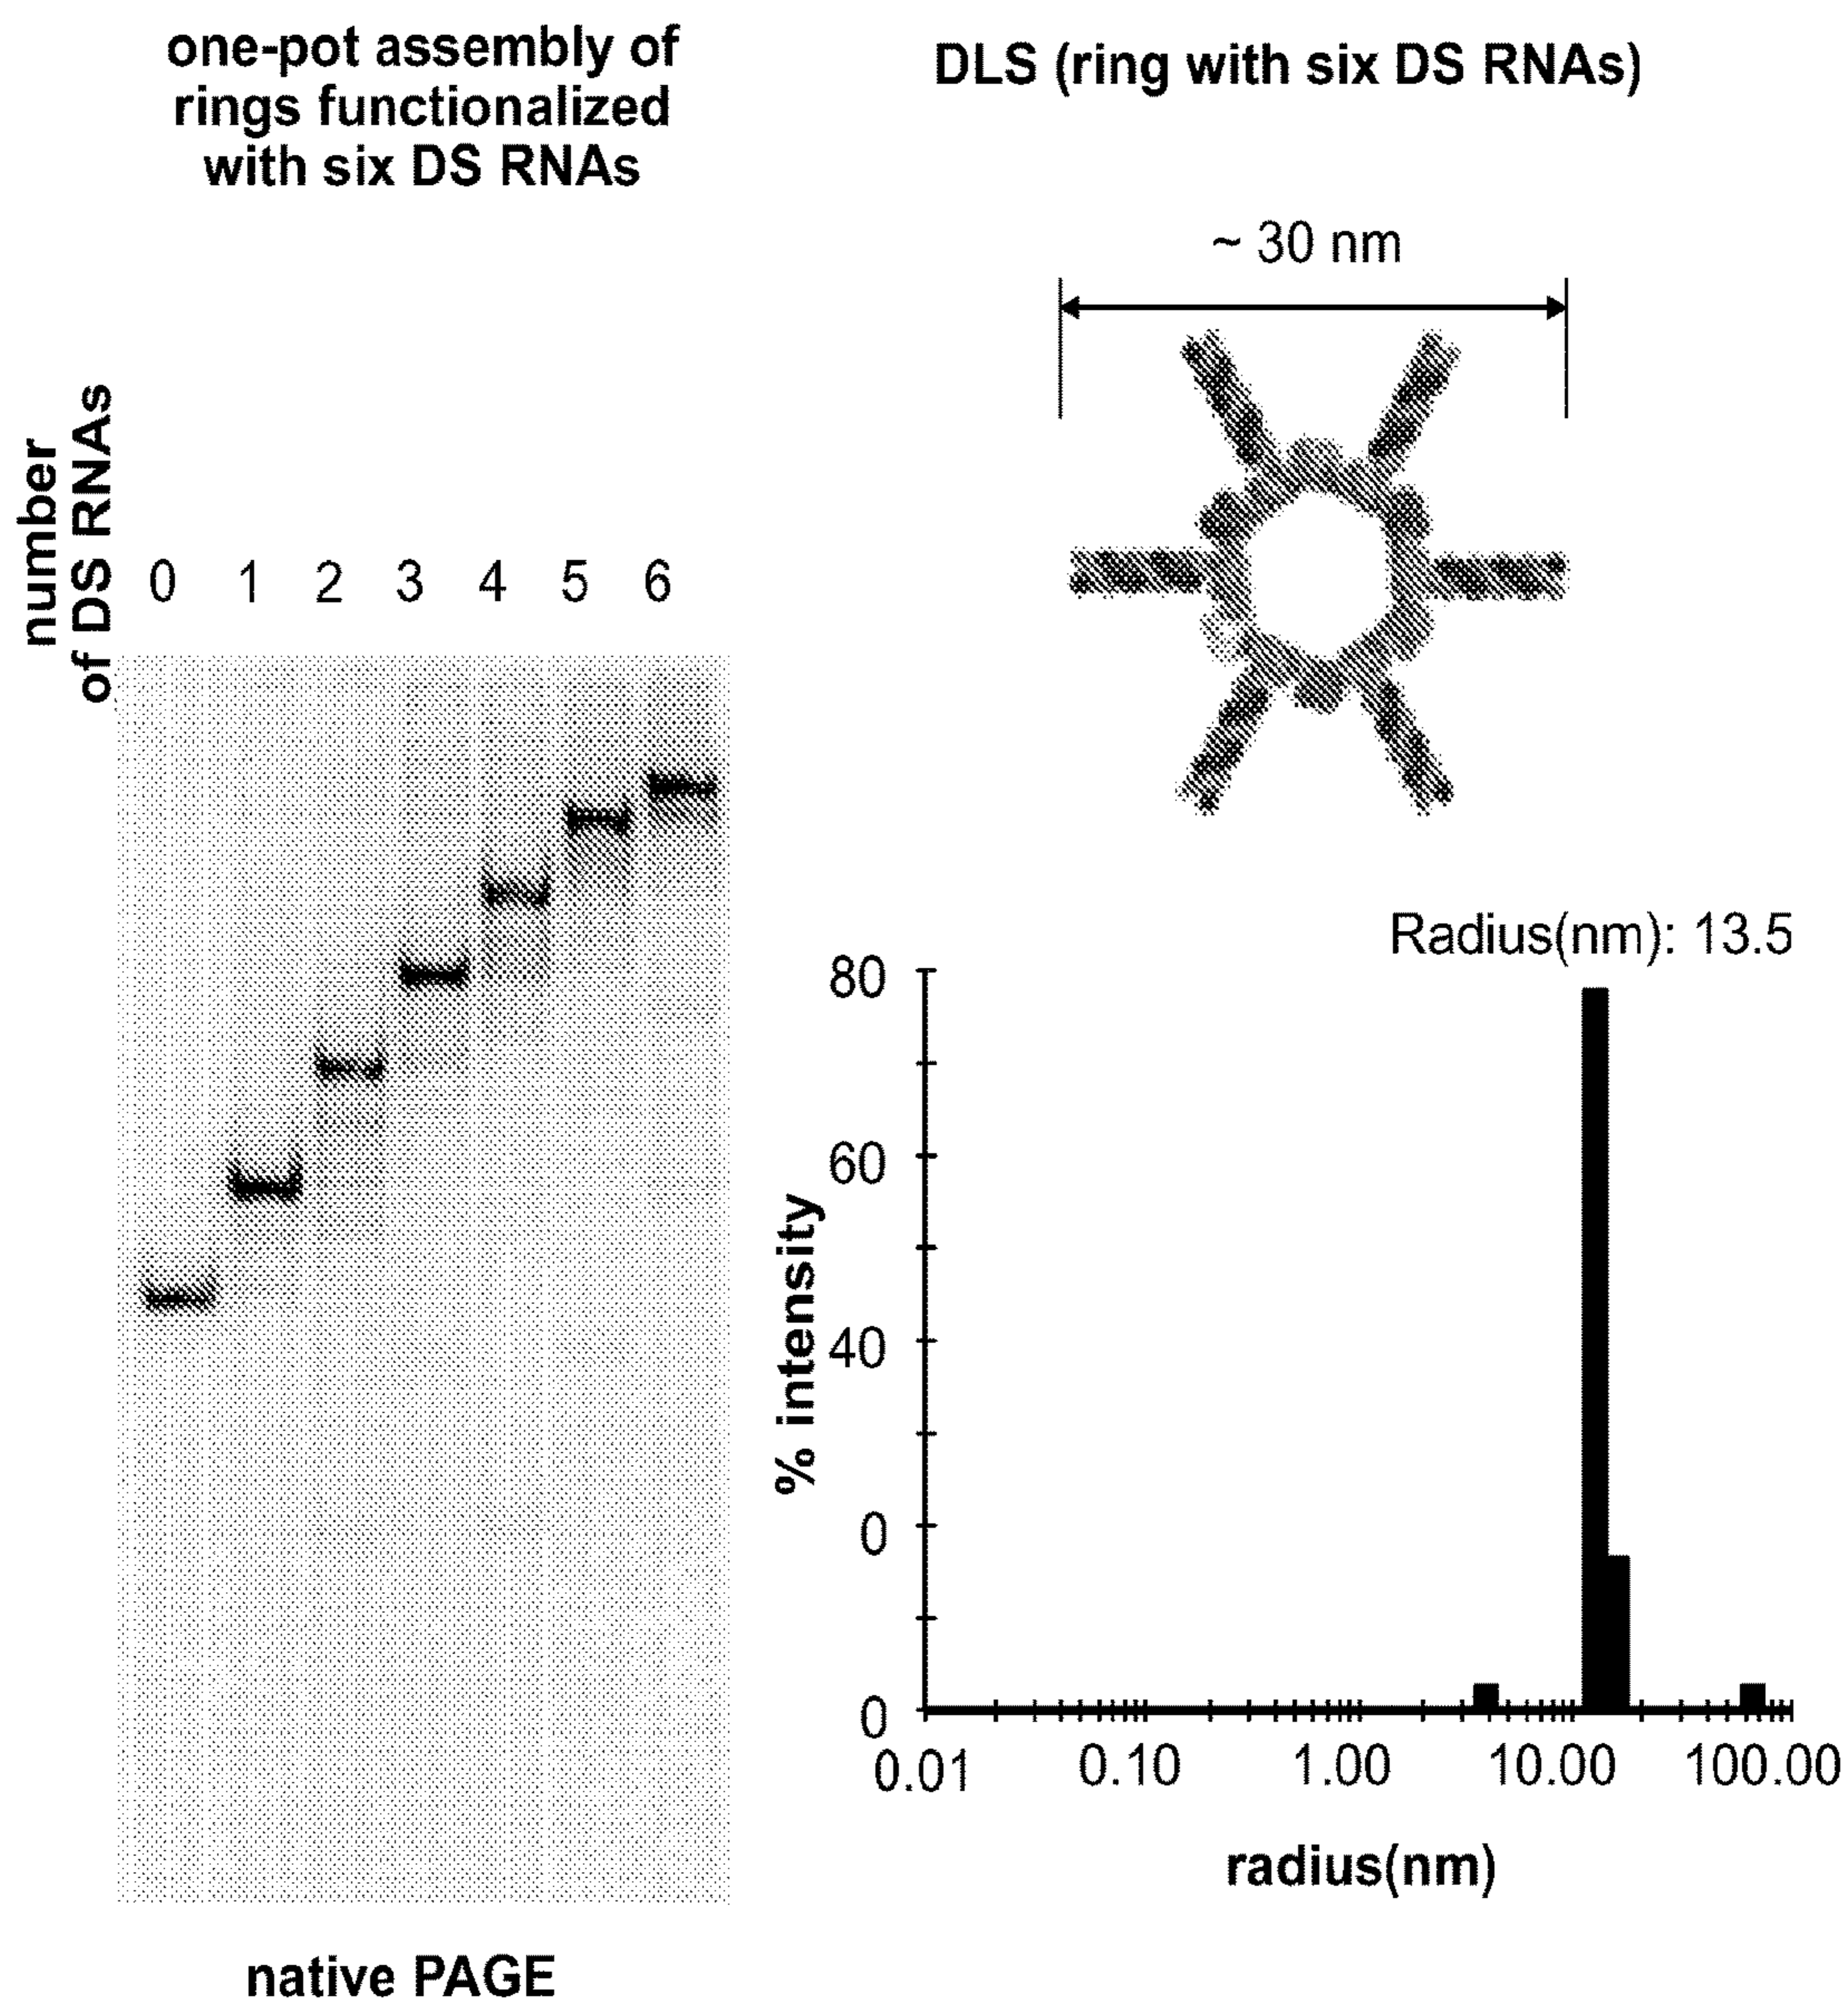 one-pot assembly of
rings functionalized
with six DS RNAs
number
of DS RNAs
0 1 2 3 4 5 6
native PAGE
DLS (ring with six DS RNAs)
~ 30 nm
Radius(nm): 13.5
% intensity
80
60
40
0
0
0.01 0.10 1.00 10.00 100.00
radius(nm)